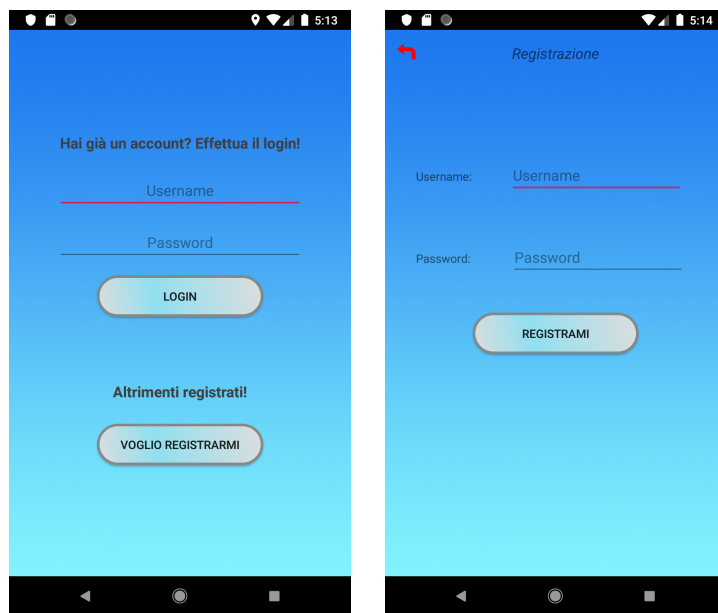 5:13
Hai già un account? Effettua il login!
Username
Password
LOGIN
Altrimenti registrati!
VOGLIO REGISTRARMI
5:14
Registrazione
Username: Username
Password: Password
REGISTRAMI